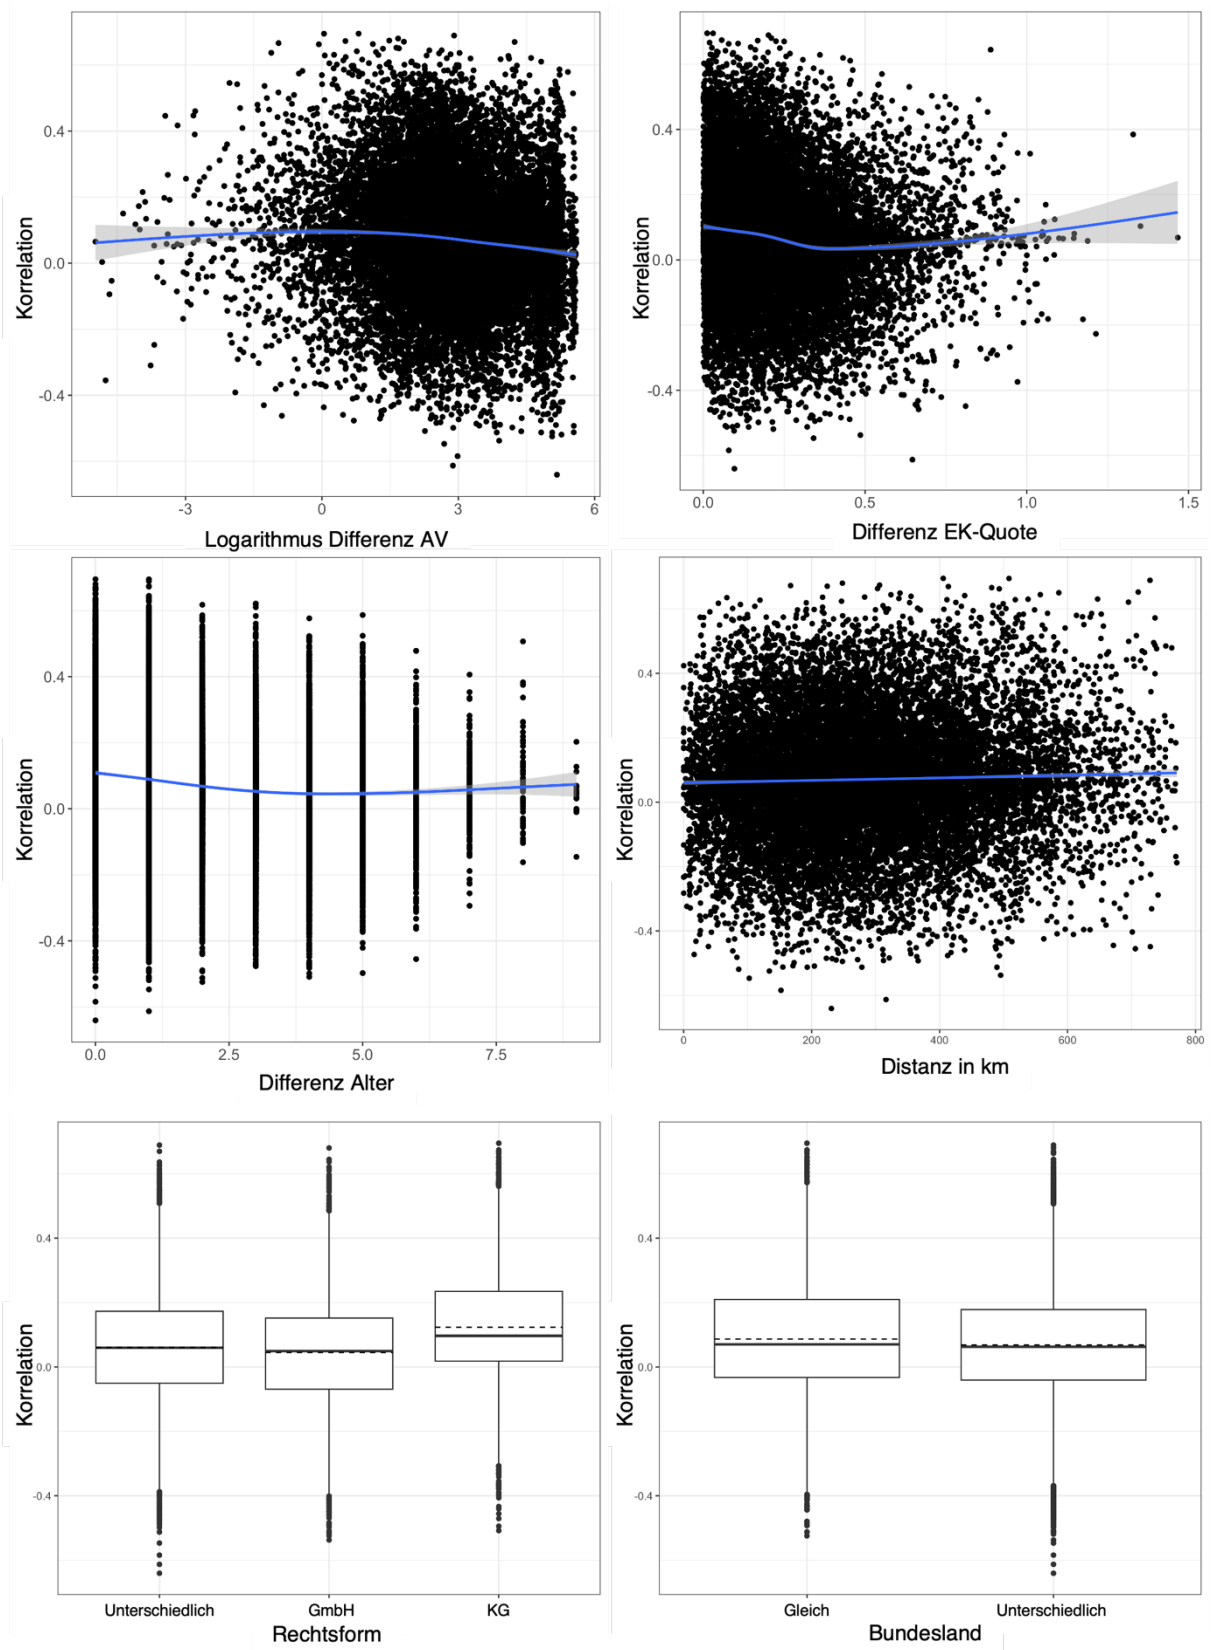 Korrelation
0.4
0.0
-0.4
-3
0
3
6
Logarithmus Differenz AV
Korrelation
0.4
0.0
-0.4
0.0
0.5
1.0
1.5
Differenz EK-Quote
Korrelation
0.4
0.0
-0.4
0.0
2.5
5.0
7.5
Differenz Alter
Korrelation
0.4
0.0
-0.4
0
200
400
600
800
Distanz in km
Korrelation
0.4
0.0
-0.4
Unterschiedlich
GmbH
KG
Rechtsform
Korrelation
0.4
0.0
-0.4
Gleich
Unterschiedlich
Bundesland